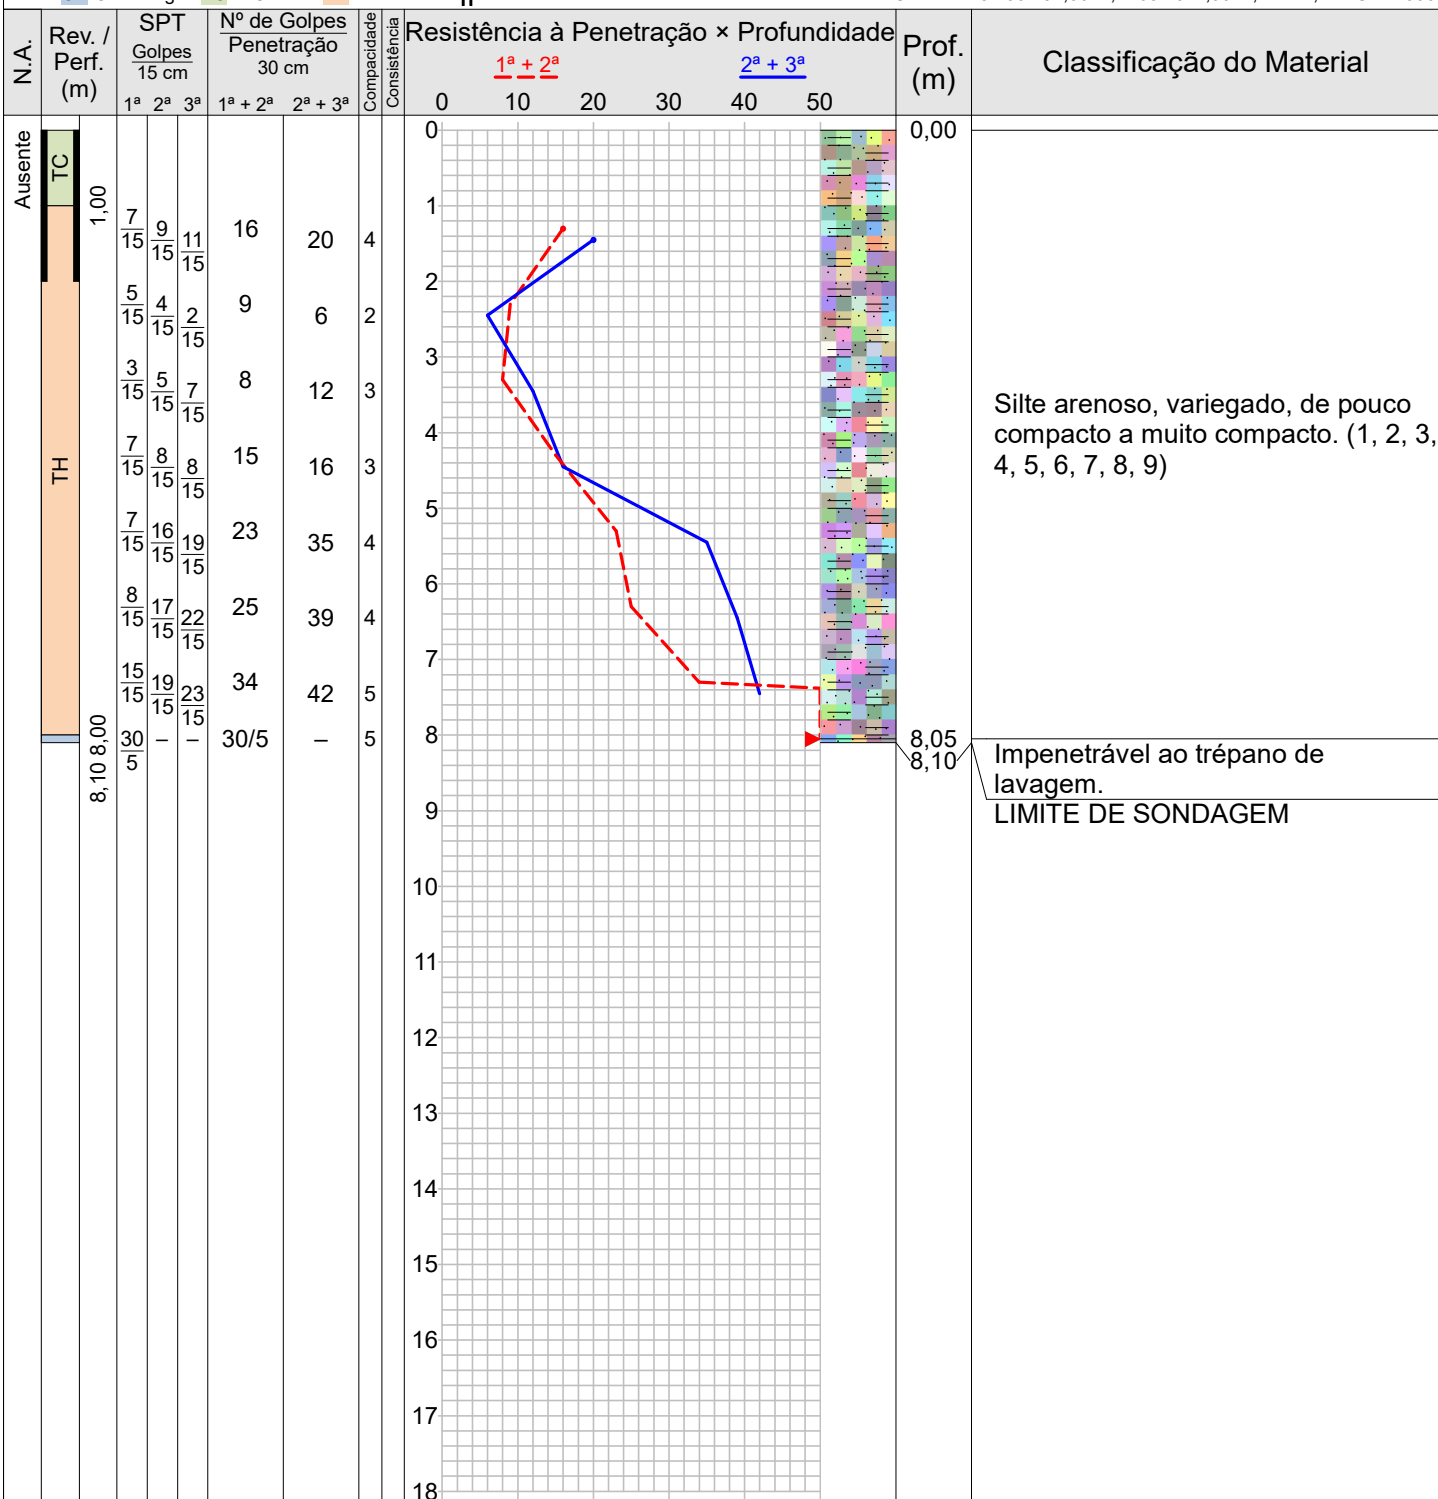 N.A.
Rev. /
Perf.
(m)
SPT
Golpes
15 cm
1ª 2ª 3ª
Nº de Golpes
Penetração
30 cm
1ª + 2ª 2ª + 3ª
Compacidade
Consistência
Resistência à Penetração × Profundidade
1ª + 2ª 2ª + 3ª
0 10 20 30 40 50
Prof.
(m)
Classificação do Material
Ausente
TC
1,00
TH
8,00
8,10
7/15 9/15 11/15 16 20 4
5/15 4/15 2/15 9 6 2
3/15 5/15 7/15 8 12 3
7/15 8/15 8/15 15 16 3
7/15 16/15 19/15 23 35 4
8/15 17/15 22/15 25 39 4
15/15 19/15 23/15 34 42 5
30/5 – – 30/5 – 5
0
1
2
3
4
5
6
7
8
9
10
11
12
13
14
15
16
17
18
0,00
8,05
8,10
Silte arenoso, variegado, de pouco
compacto a muito compacto. (1, 2, 3,
4, 5, 6, 7, 8, 9)
Impenetrável ao trépano de
lavagem.
LIMITE DE SONDAGEM